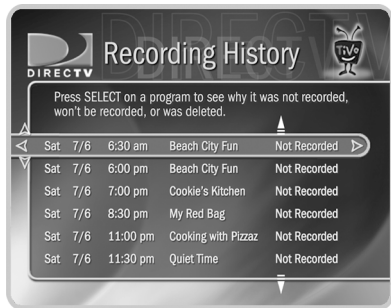 DIRECTV
Recording History
TiVo
Press SELECT on a program to see why it was not recorded,
won't be recorded, or was deleted.
Sat 7/6 6:30 am Beach City Fun Not Recorded
Sat 7/6 6:00 pm Beach City Fun Not Recorded
Sat 7/6 7:00 pm Cookie's Kitchen Not Recorded
Sat 7/6 8:30 pm My Red Bag Not Recorded
Sat 7/6 11:00 pm Cooking with Pizzaz Not Recorded
Sat 7/6 11:30 pm Quiet Time Not Recorded